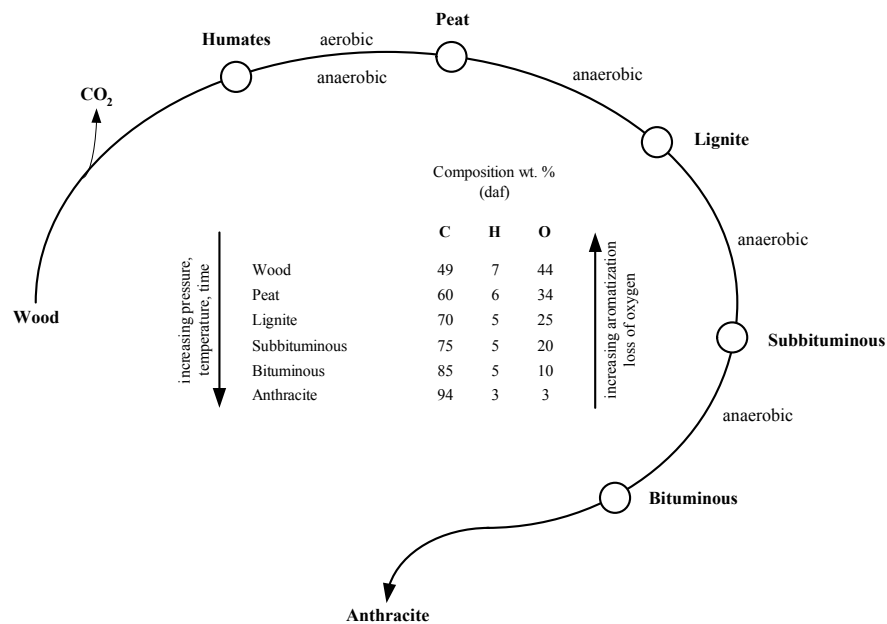 Peat
Humates
aerobic
anaerobic
anaerobic
CO2
Lignite
Composition wt. %
(daf)
C H O
anaerobic
Wood 49 7 44
Peat 60 6 34
Lignite 70 5 25
Subbituminous 75 5 20
Bituminous 85 5 10
Anthracite 94 3 3
increasing pressure,
temperature, time
increasing aromatization
loss of oxygen
Wood
Subbituminous
anaerobic
Bituminous
Anthracite